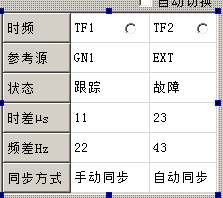 自动切换
时频 TF1 TF2
参考源 GN1 EXT
状态 跟踪 故障
时差μs 11 23
频差Hz 22 43
同步方式 手动同步 自动同步